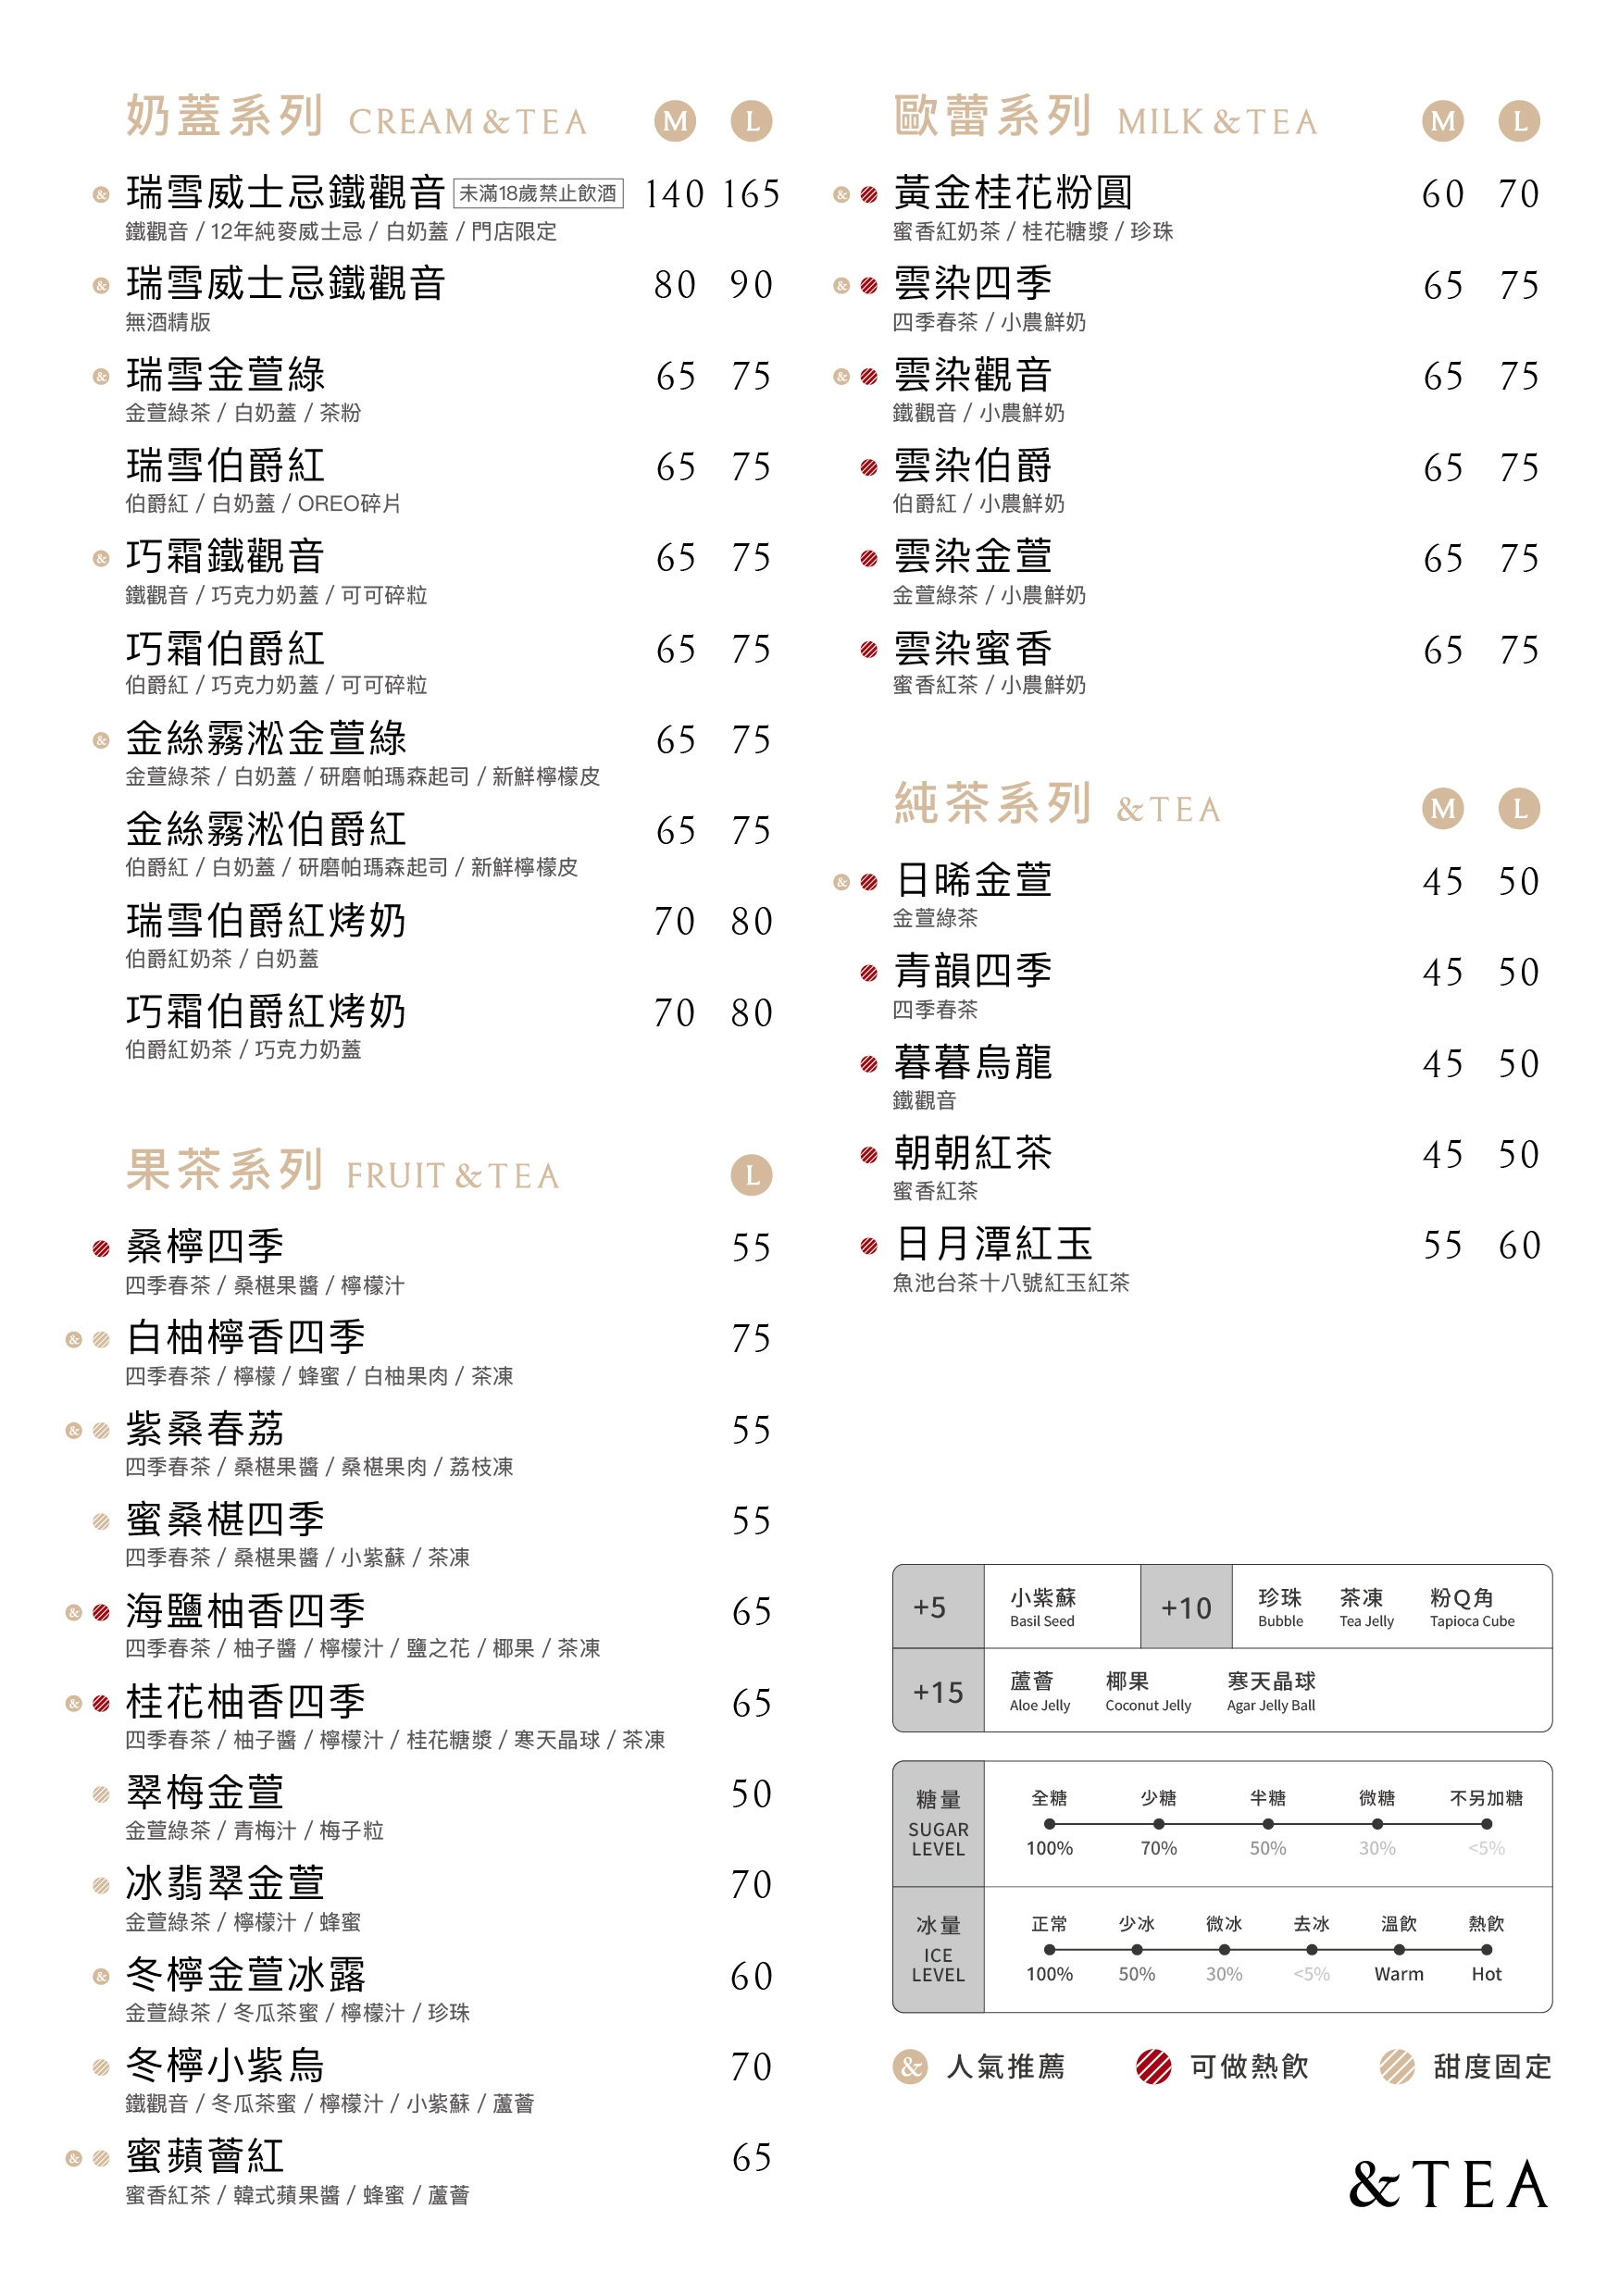 奶蓋系列 CREAM & TEA M L
& 瑞雪威士忌鐵觀音 未滿18歲禁止飲酒 140 165
鐵觀音 / 12年純麥威士忌 / 白奶蓋 / 門店限定
& 瑞雪威士忌鐵觀音 80 90
無酒精版
& 瑞雪金萱綠 65 75
金萱綠茶 / 白奶蓋 / 茶粉
瑞雪伯爵紅 65 75
伯爵紅 / 白奶蓋 / OREO碎片
& 巧霜鐵觀音 65 75
鐵觀音 / 巧克力奶蓋 / 可可碎粒
巧霜伯爵紅 65 75
伯爵紅 / 巧克力奶蓋 / 可可碎粒
& 金絲霧淞金萱綠 65 75
金萱綠茶 / 白奶蓋 / 研磨帕瑪森起司 / 新鮮檸檬皮
金絲霧淞伯爵紅 65 75
伯爵紅 / 白奶蓋 / 研磨帕瑪森起司 / 新鮮檸檬皮
瑞雪伯爵紅烤奶 70 80
伯爵紅奶茶 / 白奶蓋
巧霜伯爵紅烤奶 70 80
伯爵紅奶茶 / 巧克力奶蓋
果茶系列 FRUIT & TEA L
桑檸四季 55
四季春茶 / 桑椹果醬 / 檸檬汁
& 白柚檸香四季 75
四季春茶 / 檸檬 / 蜂蜜 / 白柚果肉 / 茶凍
& 紫桑春荔 55
四季春茶 / 桑椹果醬 / 桑椹果肉 / 荔枝凍
蜜桑椹四季 55
四季春茶 / 桑椹果醬 / 小紫蘇 / 茶凍
& 海鹽柚香四季 65
四季春茶 / 柚子醬 / 檸檬汁 / 鹽之花 / 椰果 / 茶凍
& 桂花柚香四季 65
四季春茶 / 柚子醬 / 檸檬汁 / 桂花糖漿 / 寒天晶球 / 茶凍
翠梅金萱 50
金萱綠茶 / 青梅汁 / 梅子粒
冰翡翠金萱 70
金萱綠茶 / 檸檬汁 / 蜂蜜
& 冬檸金萱冰露 60
金萱綠茶 / 冬瓜茶蜜 / 檸檬汁 / 珍珠
冬檸小紫烏 70
鐵觀音 / 冬瓜茶蜜 / 檸檬汁 / 小紫蘇 / 蘆薈
& 蜜蘋薈紅 65
蜜香紅茶 / 韓式蘋果醬 / 蜂蜜 / 蘆薈
歐蕾系列 MILK & TEA M L
& 黃金桂花粉圓 60 70
蜜香紅奶茶 / 桂花糖漿 / 珍珠
& 雲染四季 65 75
四季春茶 / 小農鮮奶
& 雲染觀音 65 75
鐵觀音 / 小農鮮奶
雲染伯爵 65 75
伯爵紅 / 小農鮮奶
雲染金萱 65 75
金萱綠茶 / 小農鮮奶
雲染蜜香 65 75
蜜香紅茶 / 小農鮮奶
純茶系列 & TEA M L
& 日晞金萱 45 50
金萱綠茶
青韻四季 45 50
四季春茶
暮暮烏龍 45 50
鐵觀音
朝朝紅茶 45 50
蜜香紅茶
日月潭紅玉 55 60
魚池台茶十八號紅玉紅茶
+5 小紫蘇 +10 珍珠 茶凍 粉Q角
Basil Seed Bubble Tea Jelly Tapioca Cube
+15 蘆薈 椰果 寒天晶球
Aloe Jelly Coconut Jelly Agar Jelly Ball
糖量 全糖 少糖 半糖 微糖 不另加糖
SUGAR LEVEL 100% 70% 50% 30% <5%
冰量 正常 少冰 微冰 去冰 溫飲 熱飲
ICE LEVEL 100% 50% 30% <5% Warm Hot
& 人氣推薦 可做熱飲 甜度固定
& TEA